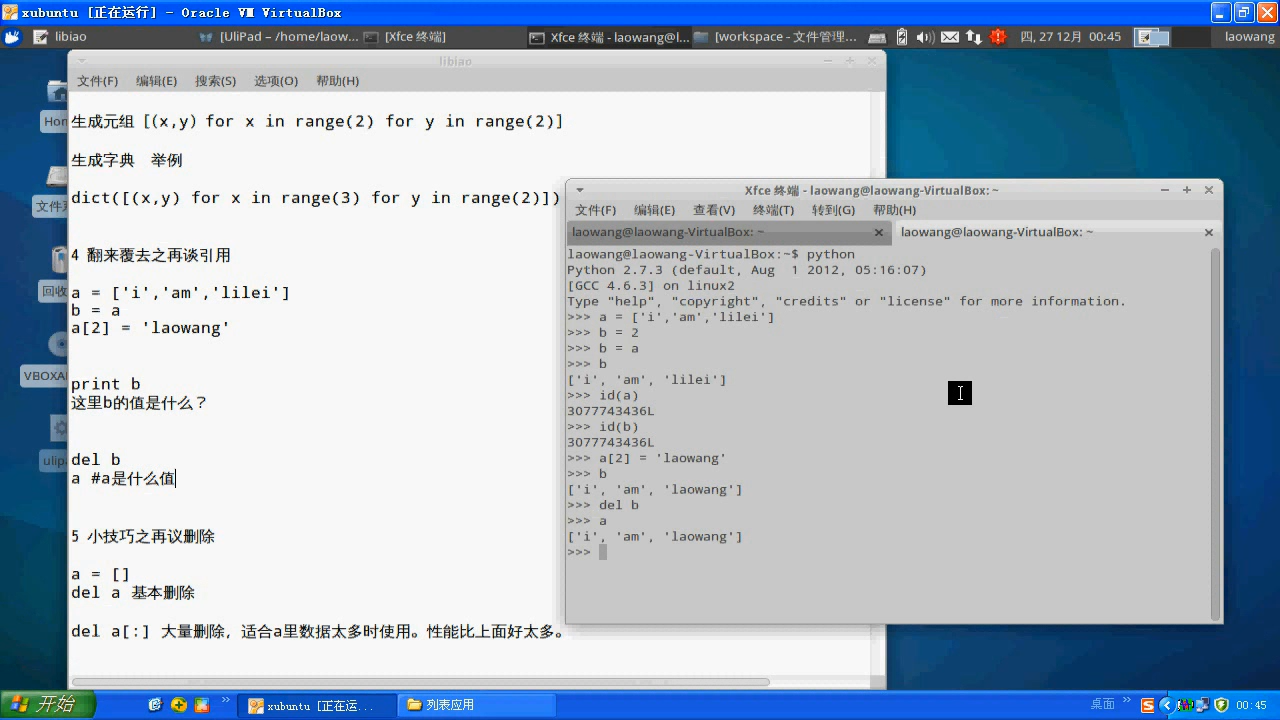 xubuntu [正在运行] - Oracle VM VirtualBox
libiao
[UliPad – /home/laow...
[Xfce 终端]
Xfce 终端 - laowang@l...
[workspace - 文件管理...
四, 27 12月 00:45
laowang
libiao
文件(F) 编辑(E) 搜索(S) 选项(O) 帮助(H)
Hom
文件系
回收
VBOXA
ulipa
生成元组 [(x,y) for x in range(2) for y in range(2)]
生成字典 举例
dict([(x,y) for x in range(3) for y in range(2)])
4 翻来覆去之再谈引用
a = ['i','am','lilei']
b = a
a[2] = 'laowang'
print b
这里b的值是什么？
del b
a #a是什么值
5 小技巧之再议删除
a = []
del a 基本删除
del a[:] 大量删除，适合a里数据太多时使用。性能比上面好太多。
Xfce 终端 - laowang@laowang-VirtualBox: ~
文件(F) 编辑(E) 查看(V) 终端(T) 转到(G) 帮助(H)
laowang@laowang-VirtualBox: ~
laowang@laowang-VirtualBox: ~
laowang@laowang-VirtualBox:~$ python
Python 2.7.3 (default, Aug  1 2012, 05:16:07)
[GCC 4.6.3] on linux2
Type "help", "copyright", "credits" or "license" for more information.
>>> a = ['i','am','lilei']
>>> b = 2
>>> b = a
>>> b
['i', 'am', 'lilei']
>>> id(a)
3077743436L
>>> id(b)
3077743436L
>>> a[2] = 'laowang'
>>> b
['i', 'am', 'laowang']
>>> del b
>>> a
['i', 'am', 'laowang']
>>>
开始
xubuntu [正在运...
列表应用
桌面
00:45